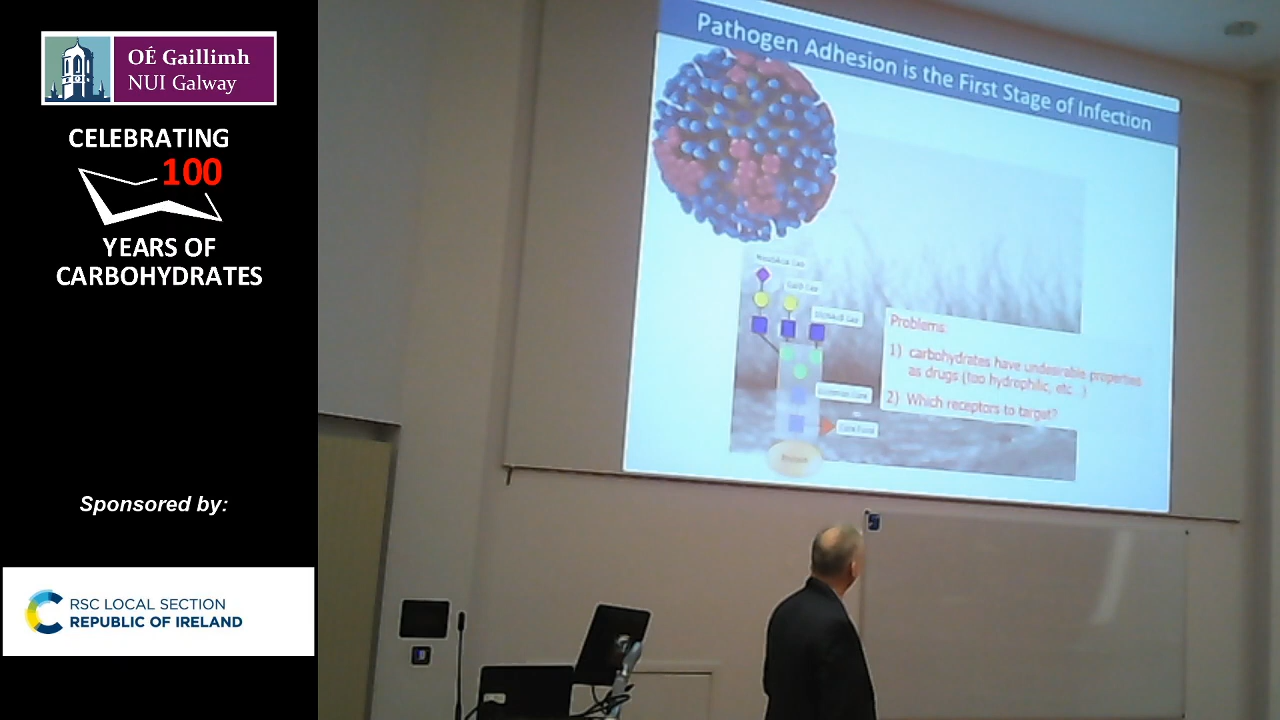 OÉ Gaillimh
NUI Galway
CELEBRATING
100
YEARS OF
CARBOHYDRATES
Sponsored by:
RSC LOCAL SECTION
REPUBLIC OF IRELAND
Pathogen Adhesion is the First Stage of Infection
Problems:
1) carbohydrates have undesirable properties
as drugs (too hydrophilic, etc. )
2) Which receptors to target?
Protein